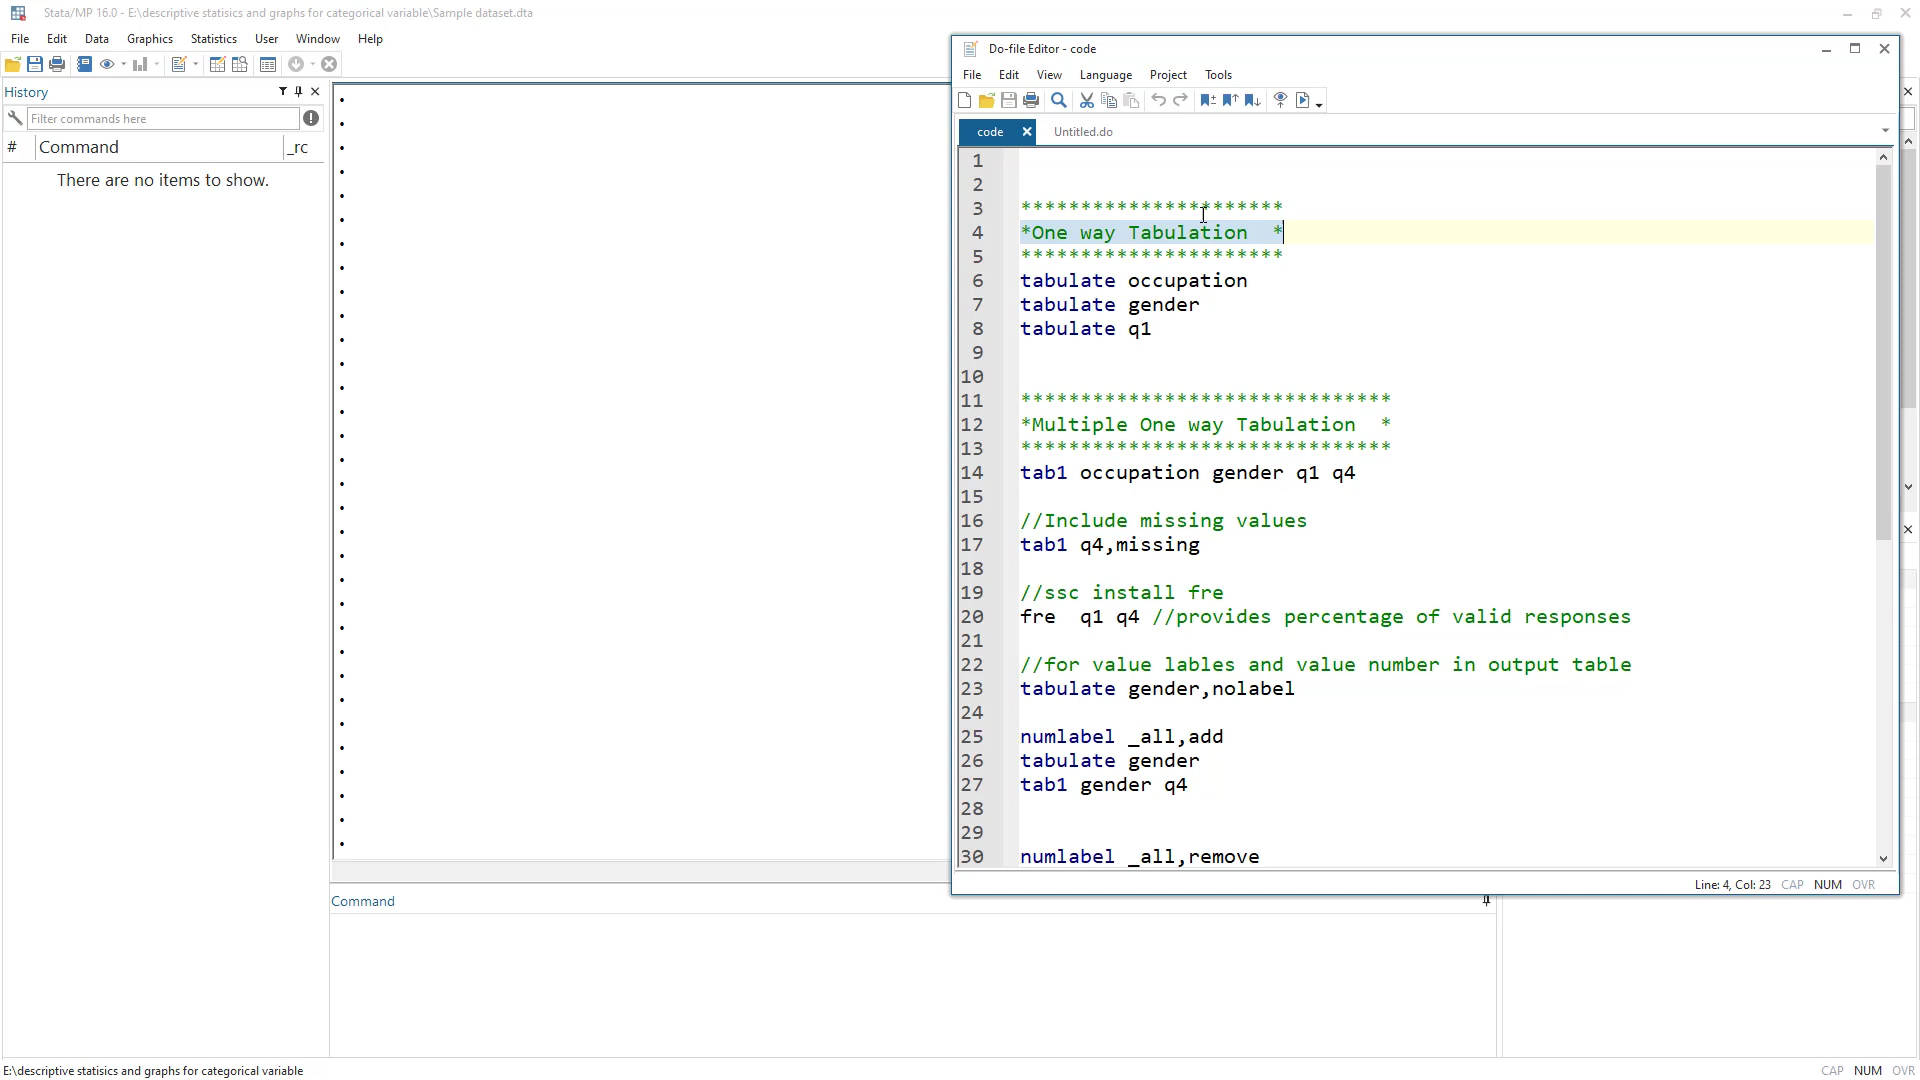 Stata/MP 16.0 - E:\descriptive statisics and graphs for categorical variable\Sample dataset.dta
File Edit Data Graphics Statistics User Window Help
History
Filter commands here
# Command _rc
There are no items to show.
Do-file Editor - code
File Edit View Language Project Tools
code Untitled.do
1
2
3 **********************
4 *One way Tabulation  *
5 **********************
6 tabulate occupation
7 tabulate gender
8 tabulate q1
9
10
11 *******************************
12 *Multiple One way Tabulation  *
13 *******************************
14 tab1 occupation gender q1 q4
15
16 //Include missing values
17 tab1 q4,missing
18
19 //ssc install fre
20 fre  q1 q4 //provides percentage of valid responses
21
22 //for value lables and value number in output table
23 tabulate gender,nolabel
24
25 numlabel _all,add
26 tabulate gender
27 tab1 gender q4
28
29
30 numlabel _all,remove
Line: 4, Col: 23 CAP NUM OVR
Command
E:\descriptive statisics and graphs for categorical variable
CAP NUM OVR